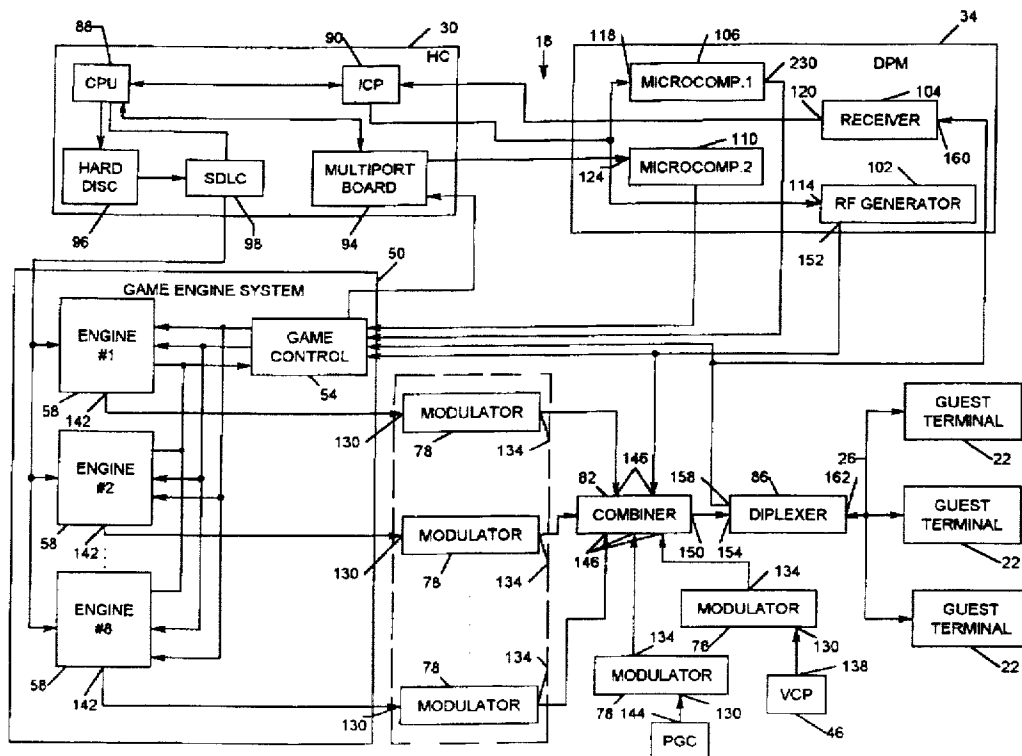 88
90
30
HC
18
118
106
34
DPM
CPU
ICP
MICROCOMP.1
230
120
104
RECEIVER
160
HARD
DISC
SDLC
MULTIPORT
BOARD
124
110
MICROCOMP.2
114
102
RF GENERATOR
152
96
98
94
50
GAME ENGINE SYSTEM
ENGINE
#1
GAME
CONTROL
54
58
142
130
MODULATOR
78
134
ENGINE
#2
58
142
130
MODULATOR
78
134
82
146
COMBINER
146
150
158
154
86
DIPLEXER
162
26
GUEST
TERMINAL
22
GUEST
TERMINAL
22
GUEST
TERMINAL
22
ENGINE
#8
58
142
130
78
MODULATOR
134
134
MODULATOR
78
130
138
VCP
46
134
MODULATOR
78
144
130
PGC